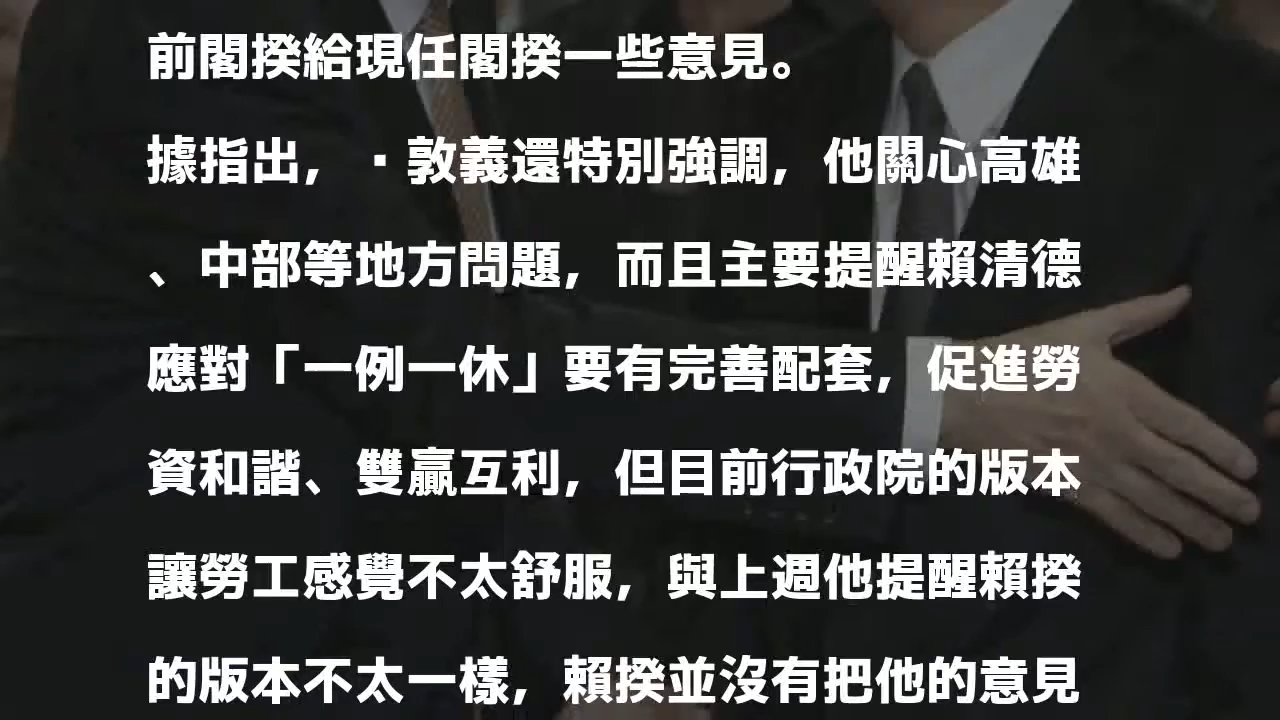 前閣揆給現任閣揆一些意見。
據指出，▪敦義還特別強調，他關心高雄
、中部等地方問題，而且主要提醒賴清德
應對「一例一休」要有完善配套，促進勞
資和諧、雙贏互利，但目前行政院的版本
讓勞工感覺不太舒服，與上週他提醒賴揆
的版本不太一樣，賴揆並沒有把他的意見